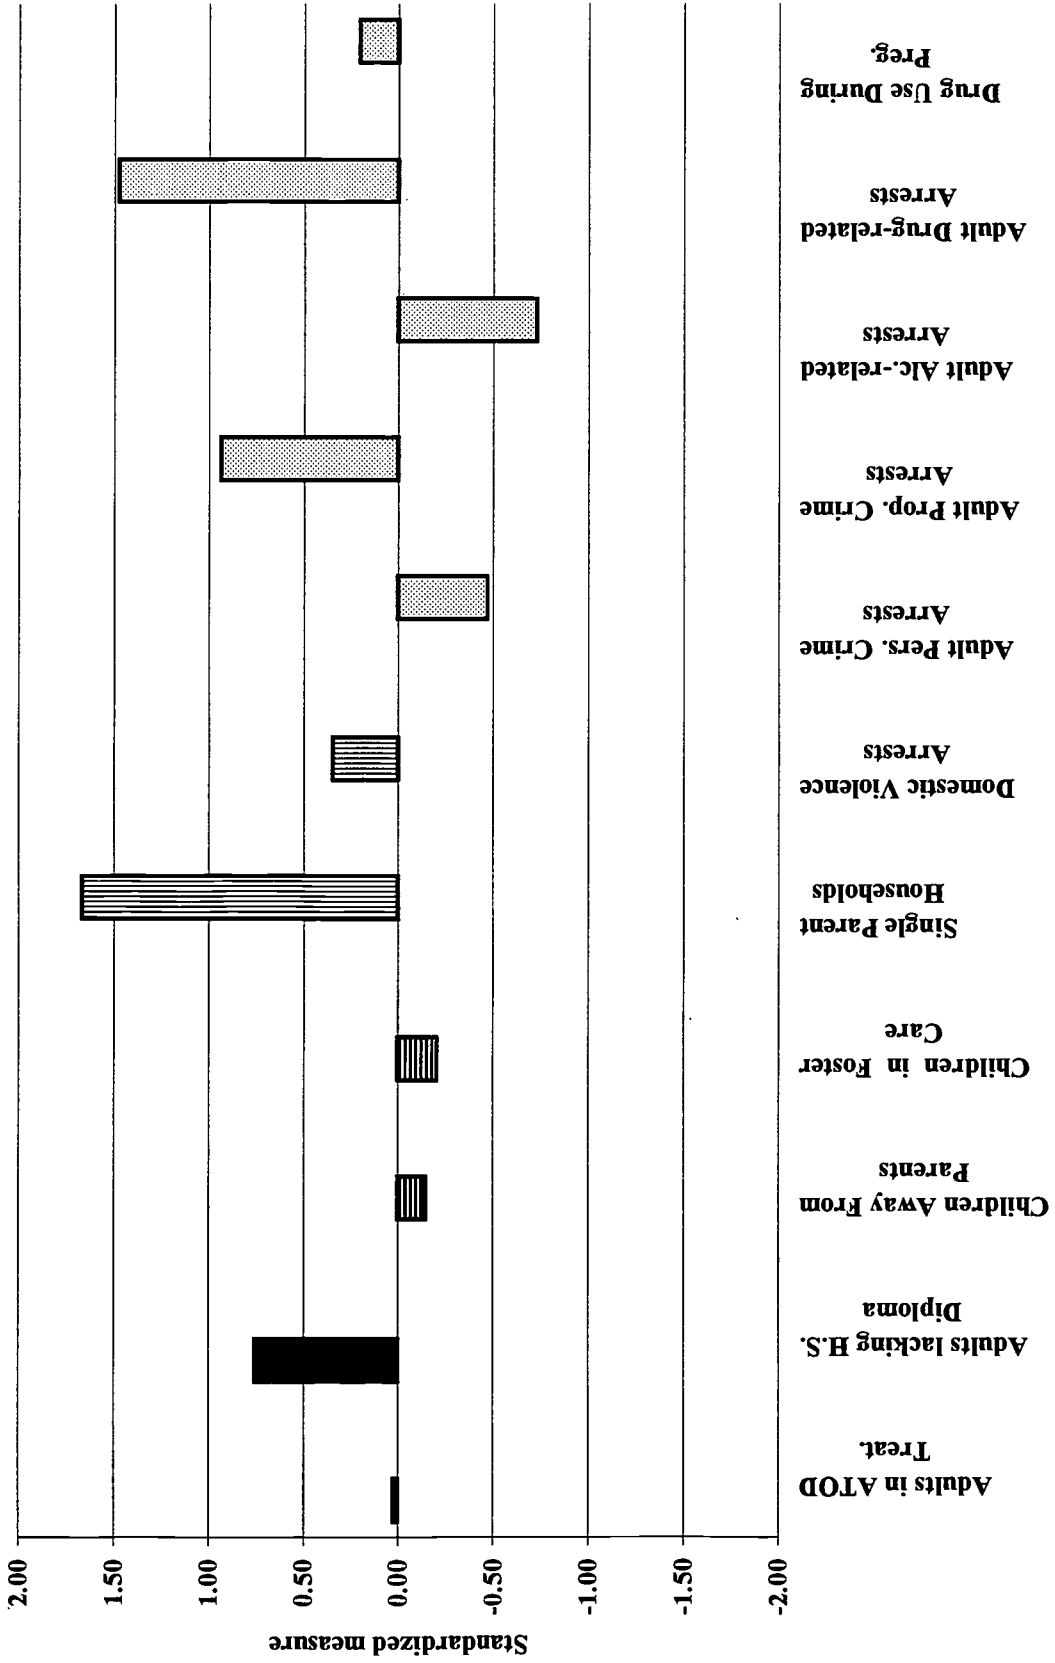 Standardized measure
2.00
1.50
1.00
0.50
0.00
-0.50
-1.00
-1.50
-2.00
Adults in ATOD
Treat.
Adults lacking H.S.
Diploma
Children Away From
Parents
Children in Foster
Care
Single Parent
Households
Domestic Violence
Arrests
Adult Pers. Crime
Arrests
Adult Prop. Crime
Arrests
Adult Alc.-related
Arrests
Adult Drug-related
Arrests
Drug Use During
Preg.